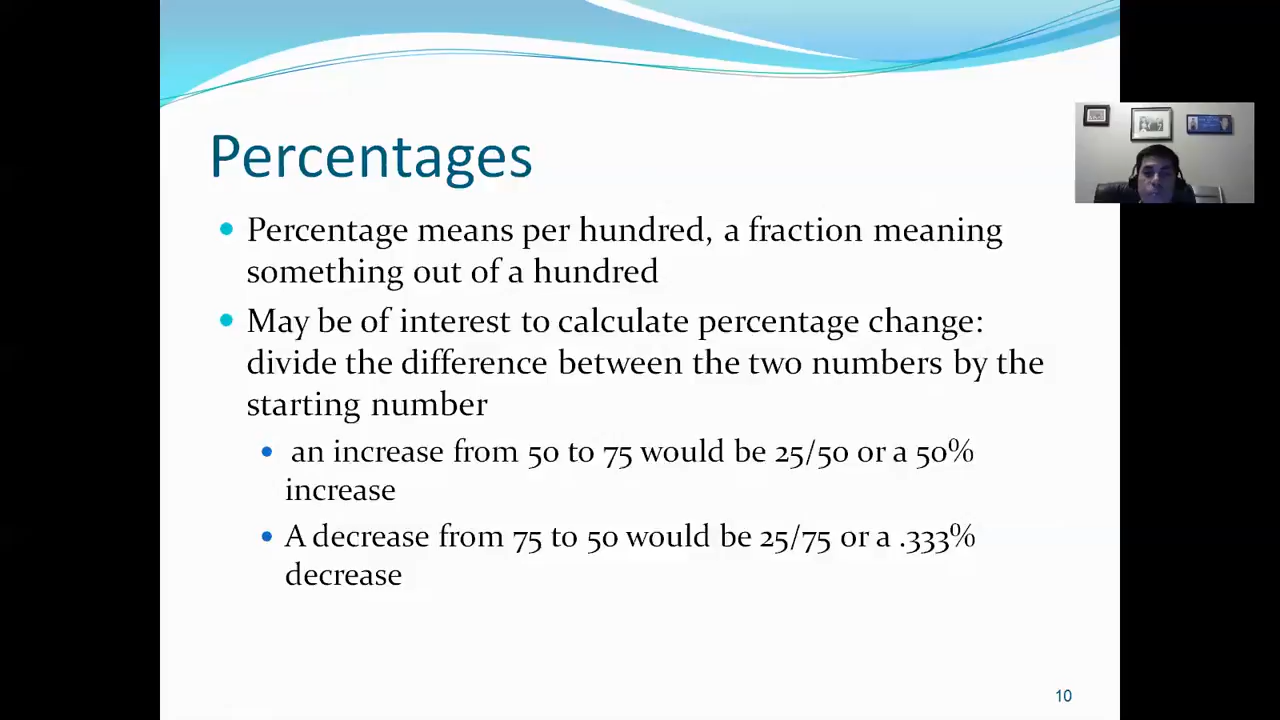 Percentages
Percentage means per hundred, a fraction meaning
something out of a hundred
May be of interest to calculate percentage change:
divide the difference between the two numbers by the
starting number
an increase from 50 to 75 would be 25/50 or a 50%
increase
A decrease from 75 to 50 would be 25/75 or a .333%
decrease
10